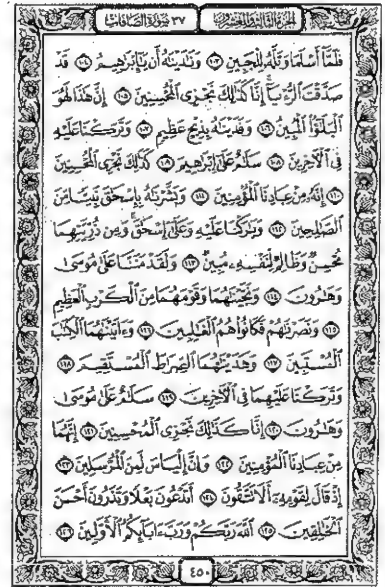 الجزء الثالث والعشرون
٣٧ سورة الصافات
فَلَمَّآ أَسْلَمَا وَتَلَّهُۥ لِلْجَبِينِ ١٠٣ وَنَٰدَيْنَٰهُ أَن يَٰٓإِبْرَٰهِيمُ ١٠٤ قَدْ
صَدَّقْتَ ٱلرُّءْيَآ إِنَّا كَذَٰلِكَ نَجْزِى ٱلْمُحْسِنِينَ ١٠٥ إِنَّ هَٰذَا لَهُوَ
ٱلْبَلَٰٓؤُا۟ ٱلْمُبِينُ ١٠٦ وَفَدَيْنَٰهُ بِذِبْحٍ عَظِيمٍ ١٠٧ وَتَرَكْنَا عَلَيْهِ
فِى ٱلْءَاخِرِينَ ١٠٨ سَلَٰمٌ عَلَىٰٓ إِبْرَٰهِيمَ ١٠٩ كَذَٰلِكَ نَجْزِى ٱلْمُحْسِنِينَ
١١٠ إِنَّهُۥ مِنْ عِبَادِنَا ٱلْمُؤْمِنِينَ ١١١ وَبَشَّرْنَٰهُ بِإِسْحَٰقَ نَبِيًّا مِّنَ
ٱلصَّٰلِحِينَ ١١٢ وَبَٰرَكْنَا عَلَيْهِ وَعَلَىٰٓ إِسْحَٰقَ وَمِن ذُرِّيَّتِهِمَا
مُحْسِنٌ وَظَالِمٌ لِّنَفْسِهِۦ مُبِينٌ ١١٣ وَلَقَدْ مَنَنَّا عَلَىٰ مُوسَىٰ
وَهَٰرُونَ ١١٤ وَنَجَّيْنَٰهُمَا وَقَوْمَهُمَا مِنَ ٱلْكَرْبِ ٱلْعَظِيمِ
١١٥ وَنَصَرْنَٰهُمْ فَكَانُوا۟ هُمُ ٱلْغَٰلِبِينَ ١١٦ وَءَاتَيْنَٰهُمَا ٱلْكِتَٰبَ
ٱلْمُسْتَبِينَ ١١٧ وَهَدَيْنَٰهُمَا ٱلصِّرَٰطَ ٱلْمُسْتَقِيمَ ١١٨
وَتَرَكْنَا عَلَيْهِمَا فِى ٱلْءَاخِرِينَ ١١٩ سَلَٰمٌ عَلَىٰ مُوسَىٰ
وَهَٰرُونَ ١٢٠ إِنَّا كَذَٰلِكَ نَجْزِى ٱلْمُحْسِنِينَ ١٢١ إِنَّهُمَا
مِنْ عِبَادِنَا ٱلْمُؤْمِنِينَ ١٢٢ وَإِنَّ إِلْيَاسَ لَمِنَ ٱلْمُرْسَلِينَ ١٢٣
إِذْ قَالَ لِقَوْمِهِۦٓ أَلَا تَتَّقُونَ ١٢٤ أَتَدْعُونَ بَعْلًا وَتَذَرُونَ أَحْسَنَ
ٱلْخَٰلِقِينَ ١٢٥ ٱللَّهَ رَبَّكُمْ وَرَبَّ ءَابَآئِكُمُ ٱلْأَوَّلِينَ ١٢٦
٤٥٠